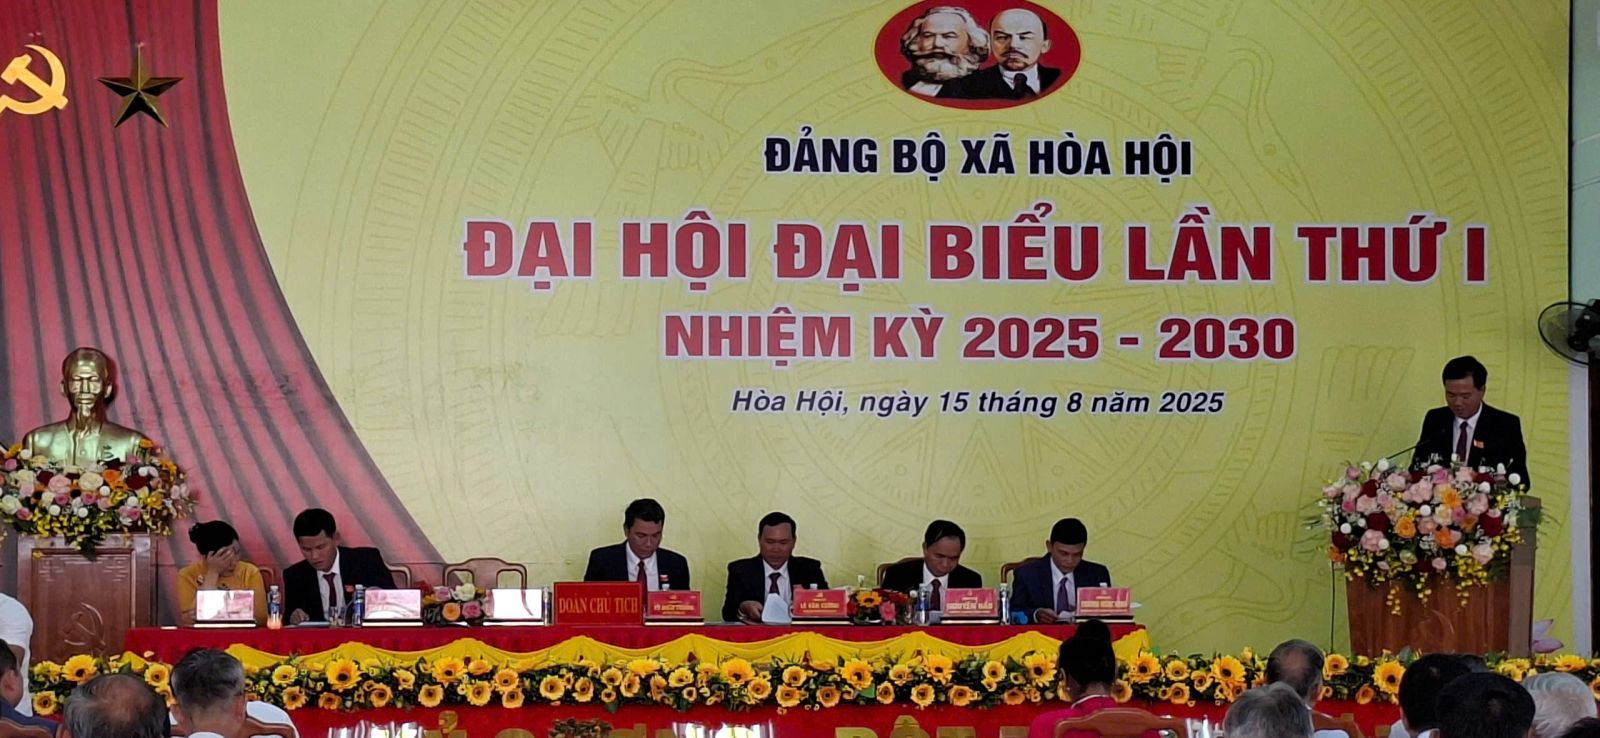 ĐẢNG BỘ XÃ HÒA HỘI
ĐẠI HỘI ĐẠI BIỂU LẦN THỨ I
NHIỆM KỲ 2025 - 2030
Hòa Hội, ngày 15 tháng 8 năm 2025
ĐOÀN CHỦ TỊCH
LÊ VĂN CƯỜNG